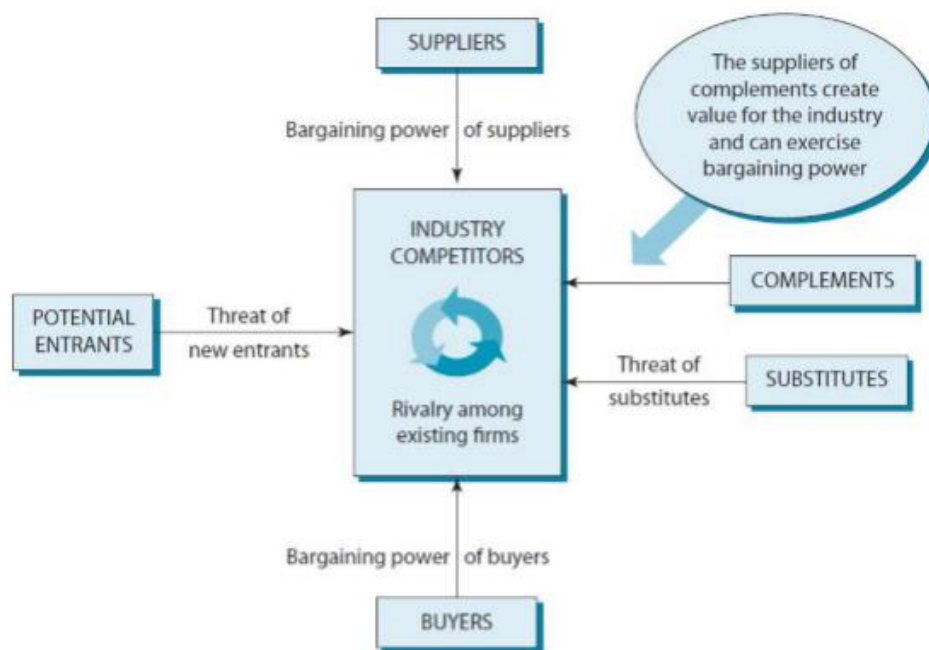 SUPPLIERS
The suppliers of
complements create
value for the industry
and can exercise
bargaining power
Bargaining power of suppliers
INDUSTRY
COMPETITORS
COMPLEMENTS
POTENTIAL
ENTRANTS
Threat of
new entrants
Threat of
substitutes
SUBSTITUTES
Rivalry among
existing firms
Bargaining power of buyers
BUYERS